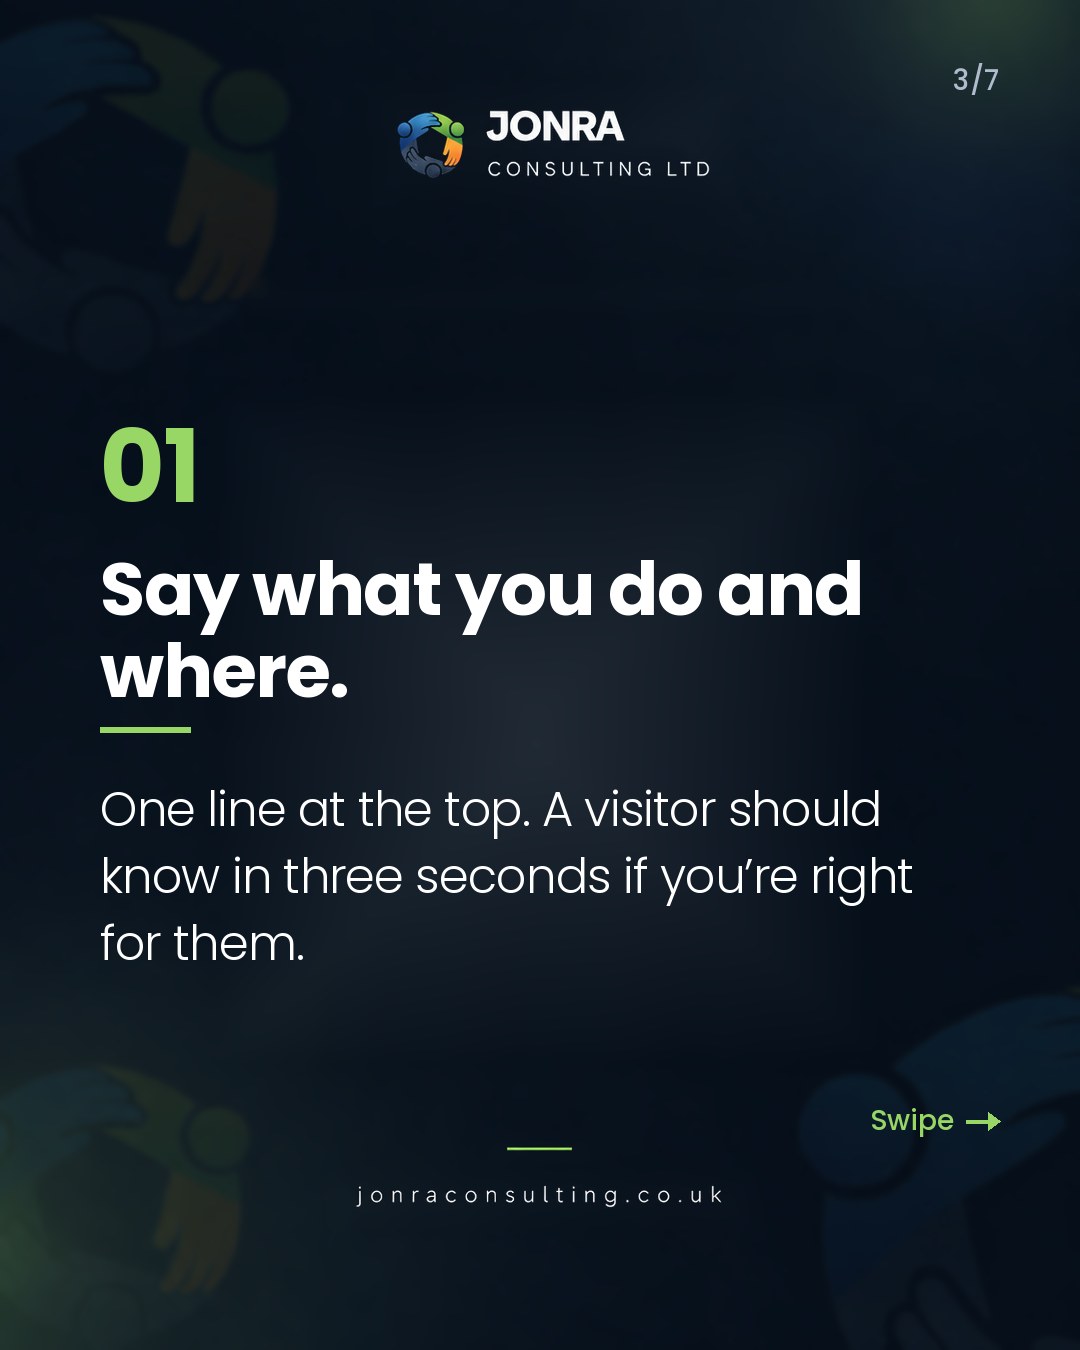 3/7
JONRA
CONSULTING LTD
01
Say what you do and
where.
One line at the top. A visitor should
know in three seconds if you’re right
for them.
Swipe →
jonraconsulting.co.uk